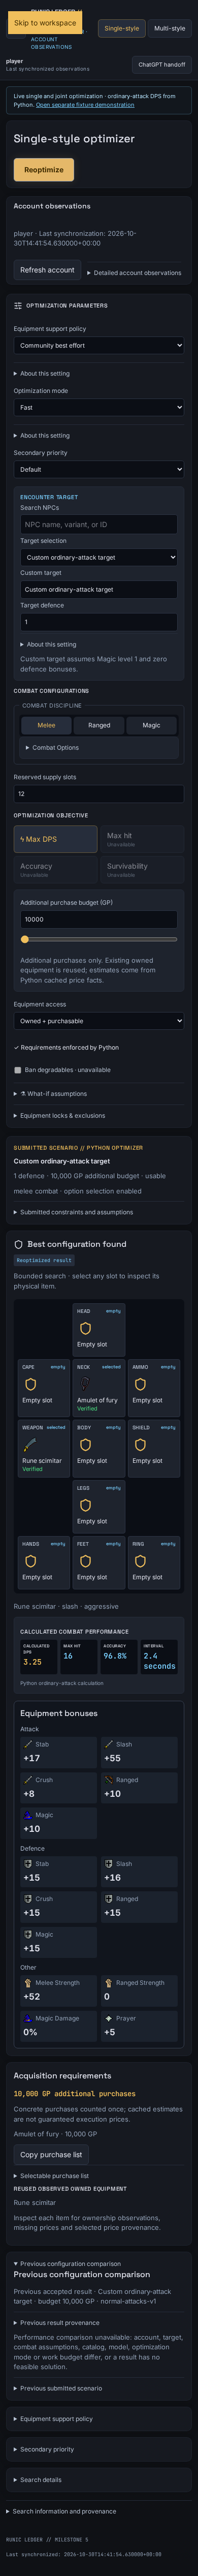 Skip to workspace
ACCOUNT
OBSERVATIONS
Single-style
Multi-style
player
Last synchronized observations
ChatGPT handoff
Live single and joint optimization · ordinary-attack DPS from
Python. Open separate fixture demonstration
Single-style optimizer
Reoptimize
Account observations
player · Last synchronization: 2026-10-
30T14:41:54.630000+00:00
Refresh account
▶ Detailed account observations
OPTIMIZATION PARAMETERS
Equipment support policy
Community best effort
▶ About this setting
Optimization mode
Fast
▶ About this setting
Secondary priority
Default
ENCOUNTER TARGET
Search NPCs
NPC name, variant, or ID
Target selection
Custom ordinary-attack target
Custom target
Custom ordinary-attack target
Target defence
1
▶ About this setting
Custom target assumes Magic level 1 and zero
defence bonuses.
COMBAT CONFIGURATIONS
COMBAT DISCIPLINE
Melee
Ranged
Magic
▶ Combat Options
Reserved supply slots
12
OPTIMIZATION OBJECTIVE
Max DPS
Max hit
Unavailable
Accuracy
Unavailable
Survivability
Unavailable
Additional purchase budget (GP)
10000
Additional purchases only. Existing owned
equipment is reused; estimates come from
Python cached price facts.
Equipment access
Owned + purchasable
✓ Requirements enforced by Python
Ban degradables · unavailable
▶ What-if assumptions
▶ Equipment locks & exclusions
SUBMITTED SCENARIO // PYTHON OPTIMIZER
Custom ordinary-attack target
1 defence · 10,000 GP additional budget · usable
melee combat · option selection enabled
▶ Submitted constraints and assumptions
Best configuration found
Reoptimized result
Bounded search · select any slot to inspect its
physical item.
HEAD empty
Empty slot
CAPE empty
Empty slot
NECK selected
Amulet of fury
Verified
AMMO empty
Empty slot
WEAPON selected
Rune scimitar
Verified
BODY empty
Empty slot
SHIELD empty
Empty slot
LEGS empty
Empty slot
HANDS empty
Empty slot
FEET empty
Empty slot
RING empty
Empty slot
Rune scimitar · slash · aggressive
CALCULATED COMBAT PERFORMANCE
CALCULATED
DPS
3.25
MAX HIT
16
ACCURACY
96.8%
INTERVAL
2.4
seconds
Python ordinary-attack calculation
Equipment bonuses
Attack
Stab
+17
Slash
+55
Crush
+8
Ranged
+10
Magic
+10
Defence
Stab
+15
Slash
+16
Crush
+15
Ranged
+15
Magic
+15
Other
Melee Strength
+52
Ranged Strength
0
Magic Damage
0%
Prayer
+5
Acquisition requirements
10,000 GP additional purchases
Concrete purchases counted once; cached estimates
are not guaranteed execution prices.
Amulet of fury · 10,000 GP
Copy purchase list
▶ Selectable purchase list
REUSED OBSERVED OWNED EQUIPMENT
Rune scimitar
Inspect each item for ownership observations,
missing prices and selected price provenance.
▼ Previous configuration comparison
Previous configuration comparison
Previous accepted result · Custom ordinary-attack
target · budget 10,000 GP · normal-attacks-v1
▶ Previous result provenance
Performance comparison unavailable: account, target,
combat assumptions, catalog, model, optimization
mode or work budget differ, or a result has no
feasible solution.
▶ Previous submitted scenario
▶ Equipment support policy
▶ Secondary priority
▶ Search details
▶ Search information and provenance
RUNIC LEDGER // MILESTONE 5
Last synchronized: 2026-10-30T14:41:54.630000+00:00